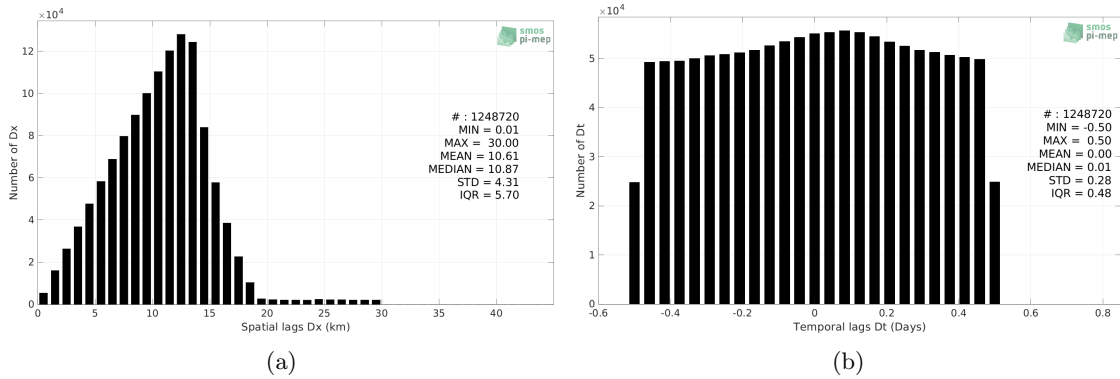 ×10⁴
smos
pi-mep
12
10
8
6
4
2
0
Number of Dx
# : 1248720
MIN = 0.01
MAX = 30.00
MEAN = 10.61
MEDIAN = 10.87
STD = 4.31
IQR = 5.70
0 5 10 15 20 25 30 35 40
Spatial lags Dx (km)
(a)
×10⁴
smos
pi-mep
5
4
3
2
1
0
Number of Dt
# : 1248720
MIN = -0.50
MAX = 0.50
MEAN = 0.00
MEDIAN = 0.01
STD = 0.28
IQR = 0.48
-0.6 -0.4 -0.2 0 0.2 0.4 0.6 0.8
Temporal lags Dt (Days)
(b)